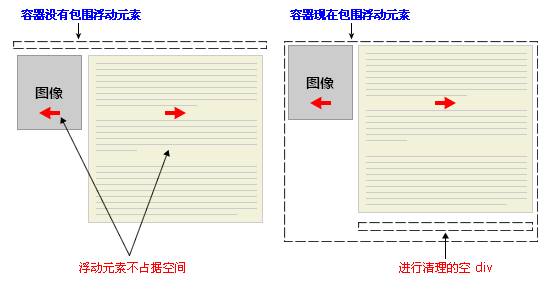 容器没有包围浮动元素
容器现在包围浮动元素
图像
图像
浮动元素不占据空间
进行清理的空 div